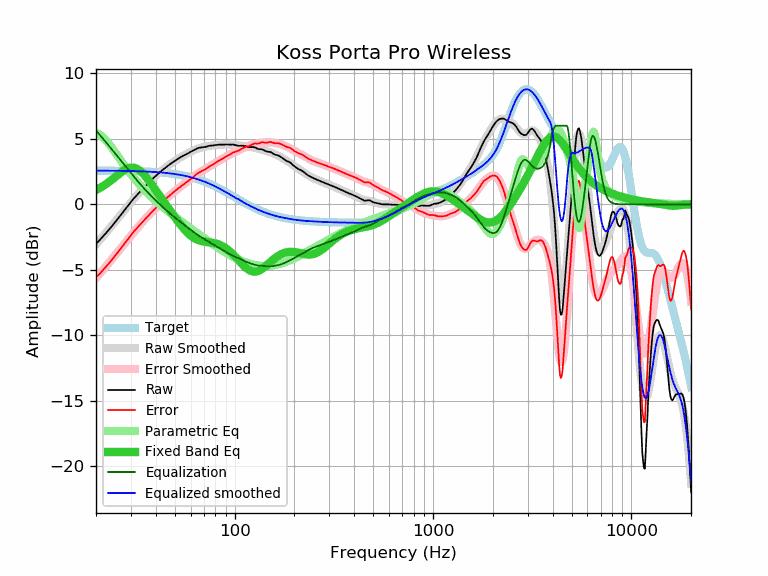 Koss Porta Pro Wireless
10
5
0
−5
−10
−15
−20
Amplitude (dBr)
Target
Raw Smoothed
Error Smoothed
Raw
Error
Parametric Eq
Fixed Band Eq
Equalization
Equalized smoothed
100
1000
10000
Frequency (Hz)